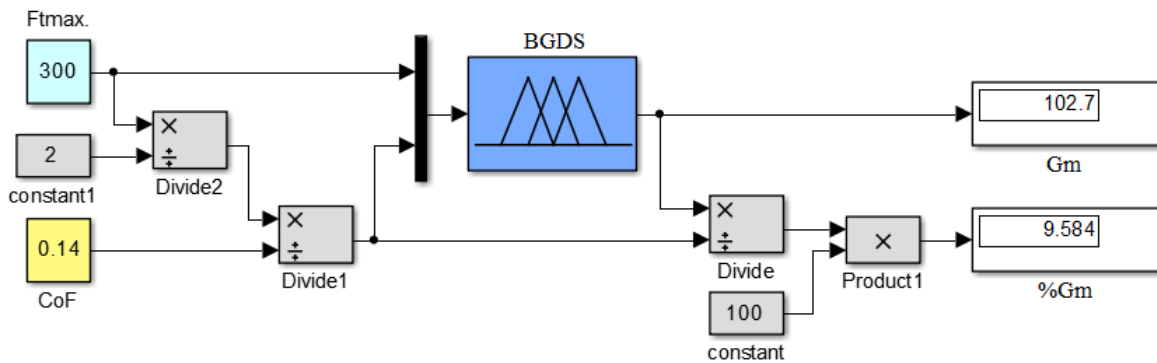 Ftmax.
300
BGDS
102.7
Gm
×
÷
Divide2
2
constant1
0.14
CoF
×
÷
Divide1
×
÷
Divide
×
Product1
9.584
%Gm
100
constant